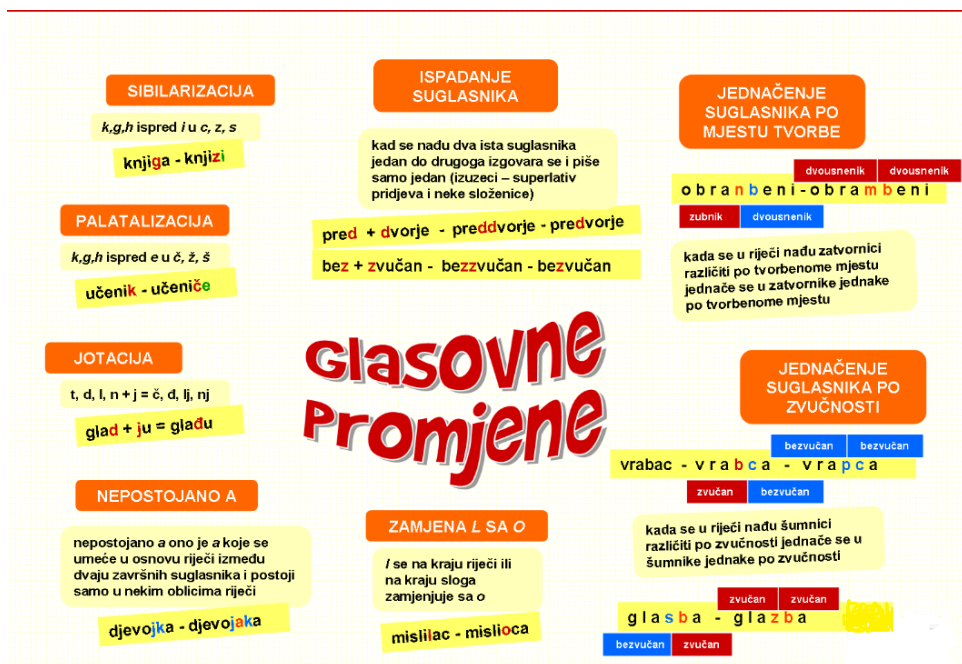 SIBILARIZACIJA
k,g,h ispred i u c, z, s
knjiga - knjizi
PALATALIZACIJA
k,g,h ispred e u č, ž, š
učenik - učeniče
JOTACIJA
t, d, l, n + j = č, đ, lj, nj
glad + ju = glađu
NEPOSTOJANO A
nepostojano a ono je a koje se
umeće u osnovu riječi između
dvaju završnih suglasnika i postoji
samo u nekim oblicima riječi
djevojka - djevojaka
ISPADANJE
SUGLASNIKA
kad se nađu dva ista suglasnika
jedan do drugoga izgovara se i piše
samo jedan (izuzeci – superlativ
pridjeva i neke složenice)
pred + dvorje - preddvorje - predvorje
bez + zvučan - bezzvučan - bezvučan
Glasovne
Promjene
ZAMJENA L SA O
l se na kraju riječi ili
na kraju sloga
zamjenjuje sa o
mislilac - mislioca
JEDNAČENJE
SUGLASNIKA PO
MJESTU TVORBE
dvousnenik dvousnenik
obranbeni-obrambeni
zubnik dvousnenik
kada se u riječi nađu zatvornici
različiti po tvorbenome mjestu
jednače se u zatvornike jednake
po tvorbenome mjestu
JEDNAČENJE
SUGLASNIKA PO
ZVUČNOSTI
bezvučan bezvučan
vrabac - vrabca - vrapca
zvučan bezvučan
kada se u riječi nađu šumnici
različiti po zvučnosti jednače se u
šumnike jednake po zvučnosti
zvučan zvučan
glasba - glazba
bezvučan zvučan